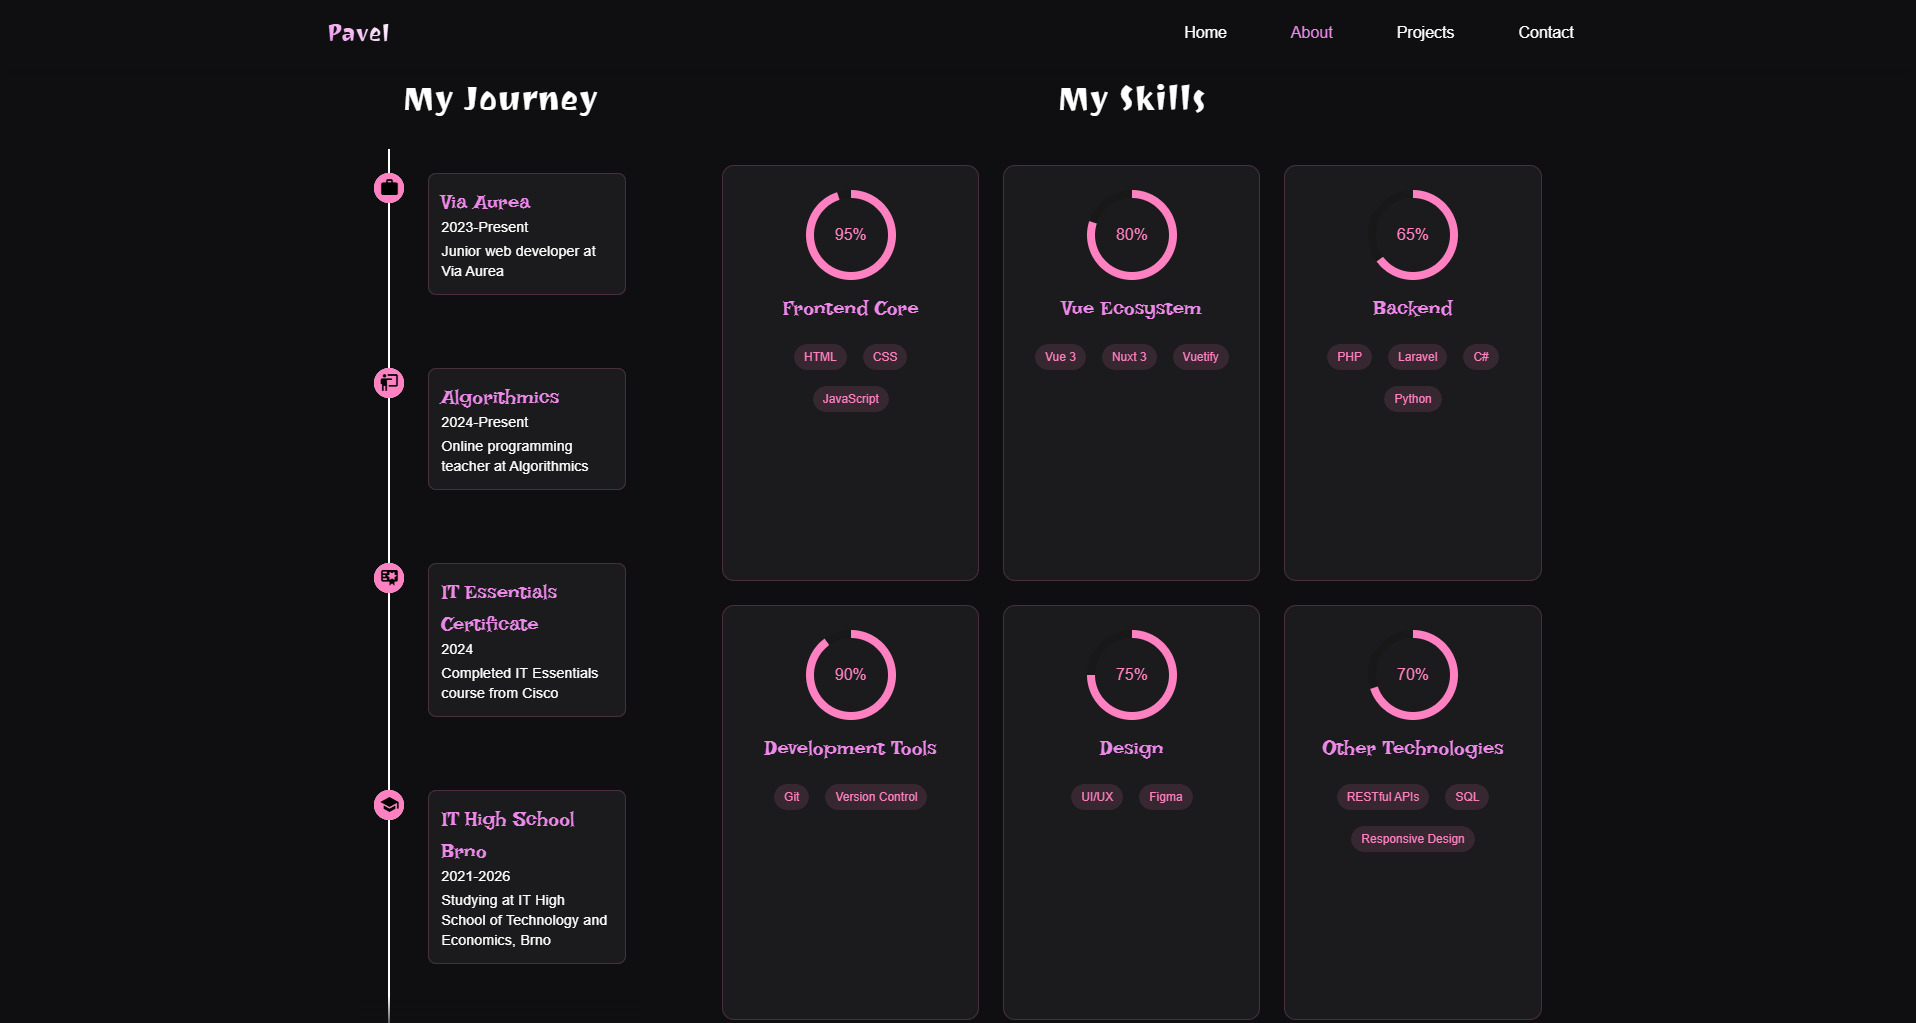 Pavel
Home
About
Projects
Contact
My Journey
Via Aurea
2023-Present
Junior web developer at
Via Aurea
Algorithmics
2024-Present
Online programming
teacher at Algorithmics
IT Essentials
Certificate
2024
Completed IT Essentials
course from Cisco
IT High School
Brno
2021-2026
Studying at IT High
School of Technology and
Economics, Brno
My Skills
95%
Frontend Core
HTML
CSS
JavaScript
80%
Vue Ecosystem
Vue 3
Nuxt 3
Vuetify
65%
Backend
PHP
Laravel
C#
Python
90%
Development Tools
Git
Version Control
75%
Design
UI/UX
Figma
70%
Other Technologies
RESTful APIs
SQL
Responsive Design